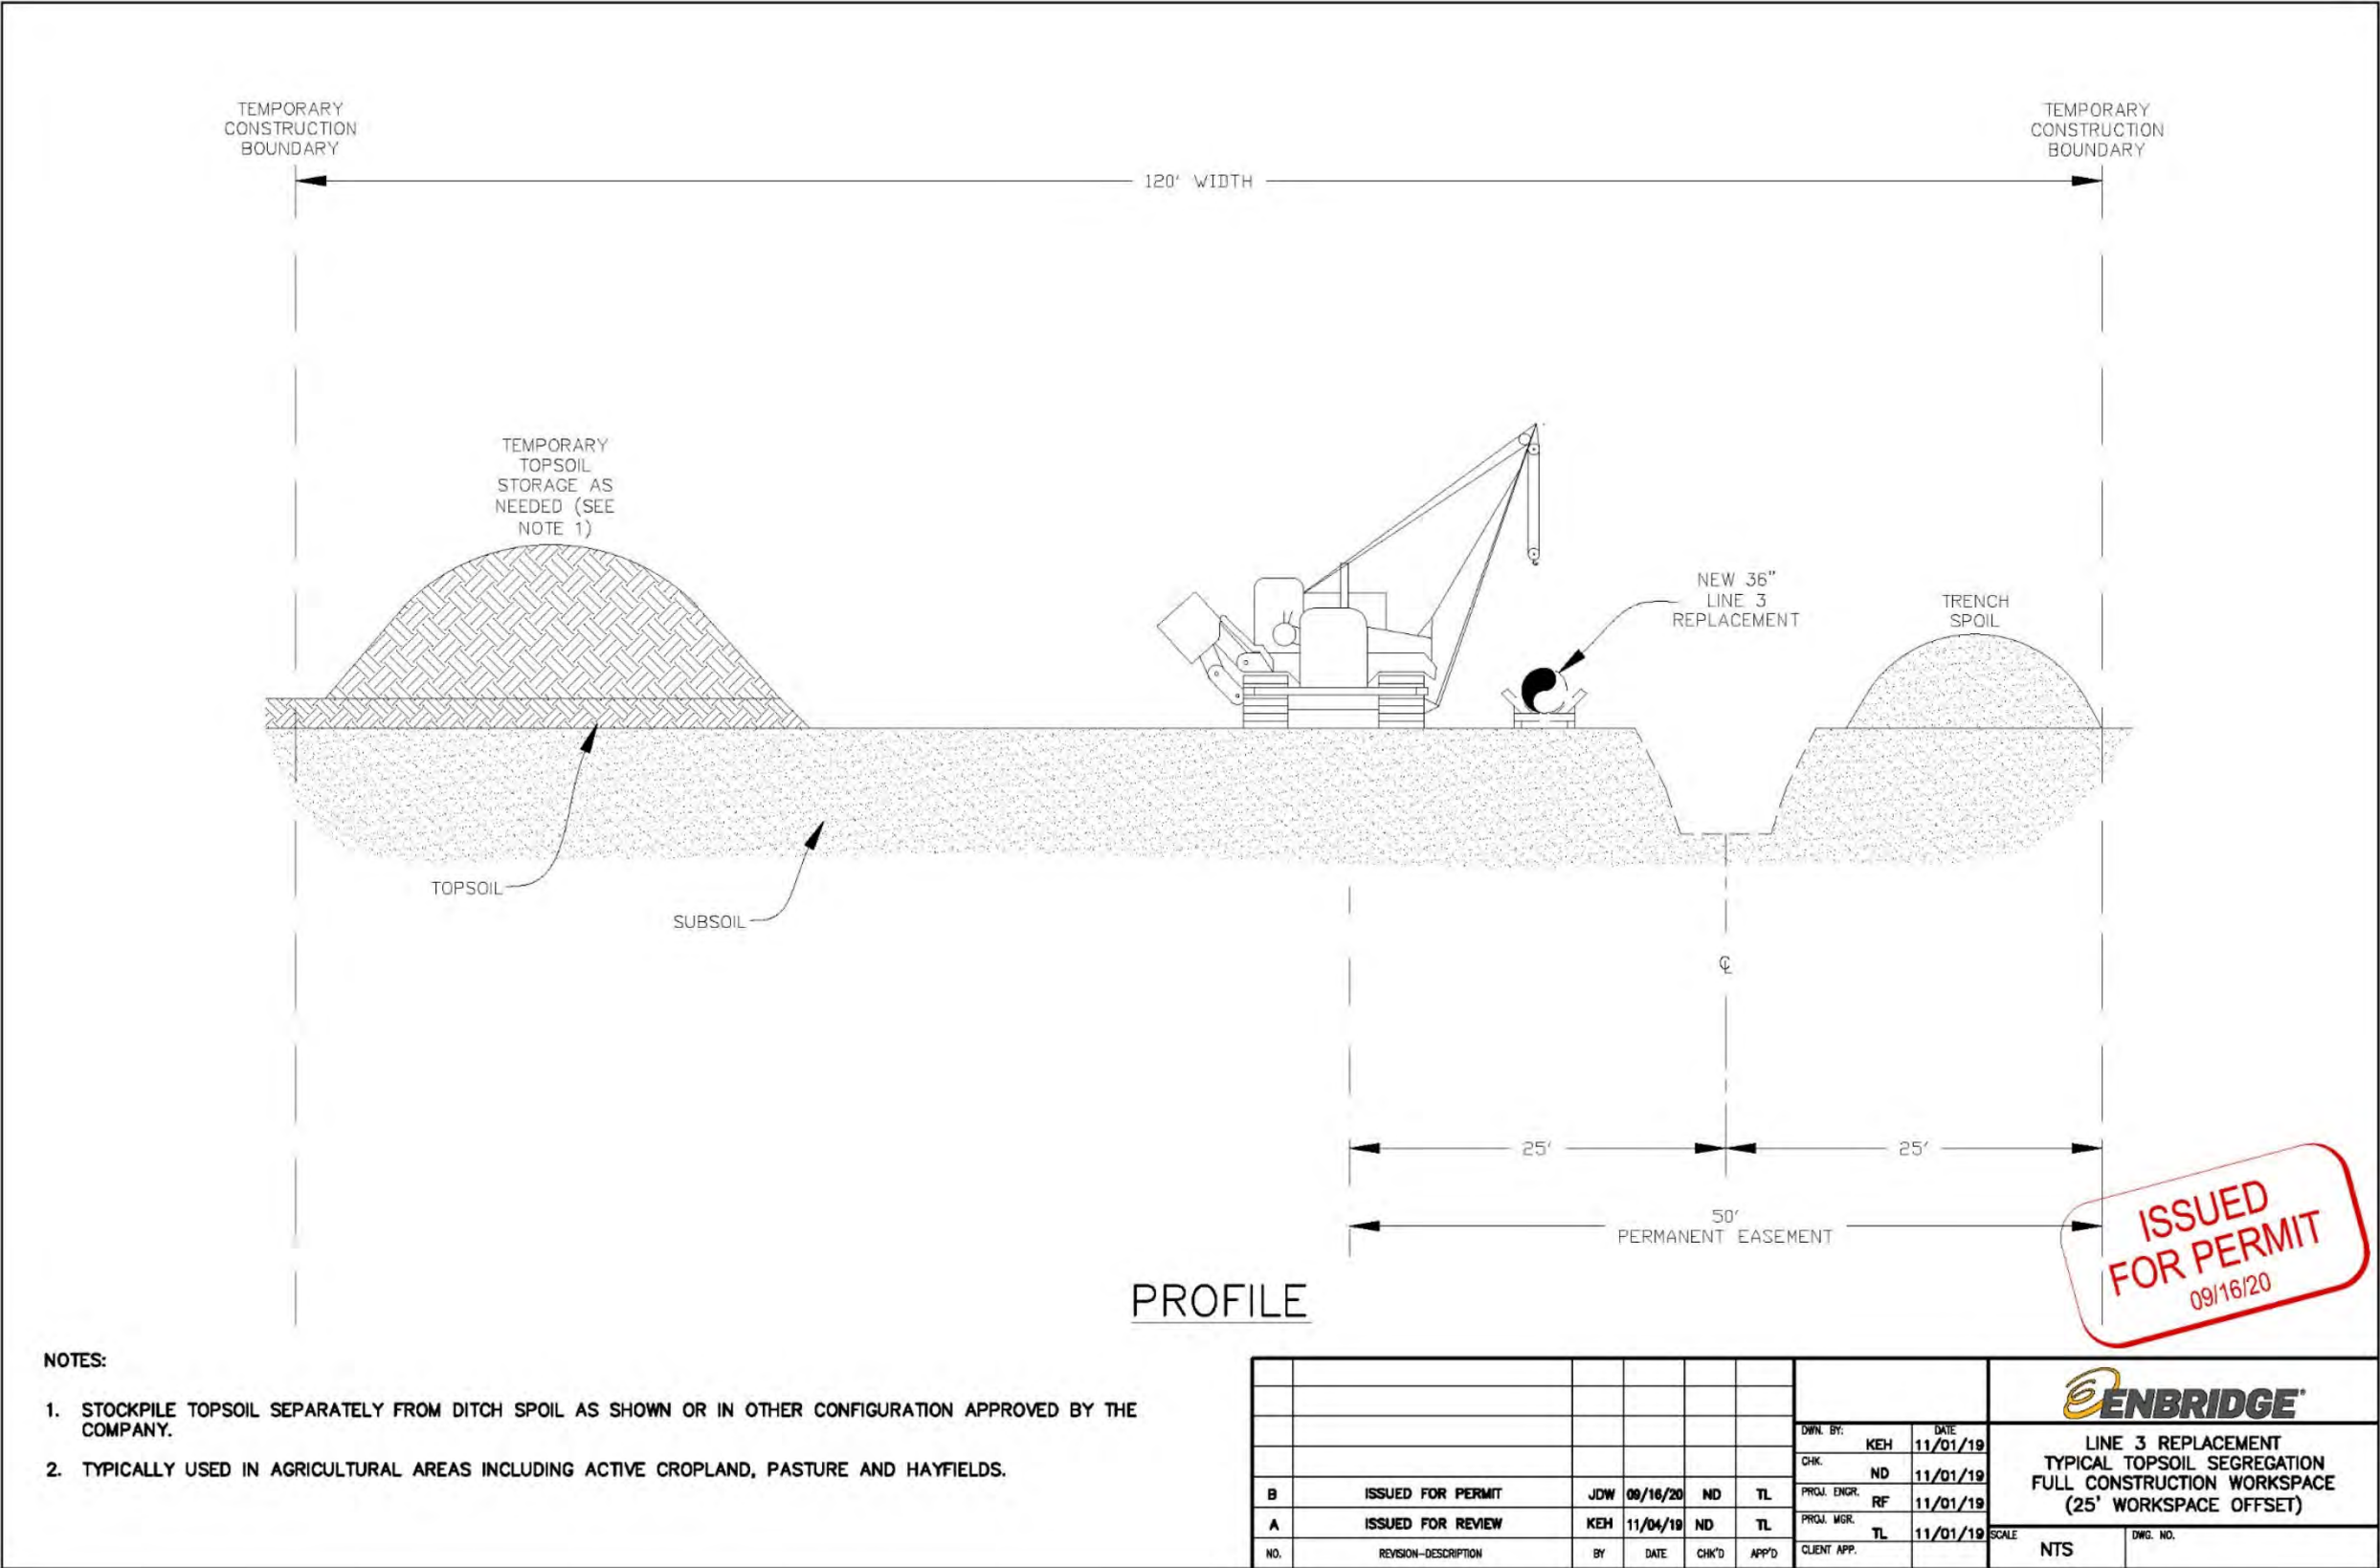 TEMPORARY
CONSTRUCTION
BOUNDARY
TEMPORARY
CONSTRUCTION
BOUNDARY
120' WIDTH
TEMPORARY
TOPSOIL
STORAGE AS
NEEDED (SEE
NOTE 1)
NEW 36"
LINE 3
REPLACEMENT
TRENCH
SPOIL
TOPSOIL
SUBSOIL
℄
25'
25'
50'
PERMANENT EASEMENT
ISSUED
FOR PERMIT
09/16/20
PROFILE
NOTES:
1. STOCKPILE TOPSOIL SEPARATELY FROM DITCH SPOIL AS SHOWN OR IN OTHER CONFIGURATION APPROVED BY THE
COMPANY.
2. TYPICALLY USED IN AGRICULTURAL AREAS INCLUDING ACTIVE CROPLAND, PASTURE AND HAYFIELDS.
B ISSUED FOR PERMIT JDW 09/16/20 ND TL
A ISSUED FOR REVIEW KEH 11/04/19 ND TL
NO. REVISION-DESCRIPTION BY DATE CHK'D APP'D
DWN. BY: DATE
KEH 11/01/19
CHK.
ND 11/01/19
PROJ. ENGR.
RF 11/01/19
PROJ. MGR.
TL 11/01/19
CLIENT APP.
ENBRIDGE®
LINE 3 REPLACEMENT
TYPICAL TOPSOIL SEGREGATION
FULL CONSTRUCTION WORKSPACE
(25' WORKSPACE OFFSET)
SCALE
NTS
DWG. NO.